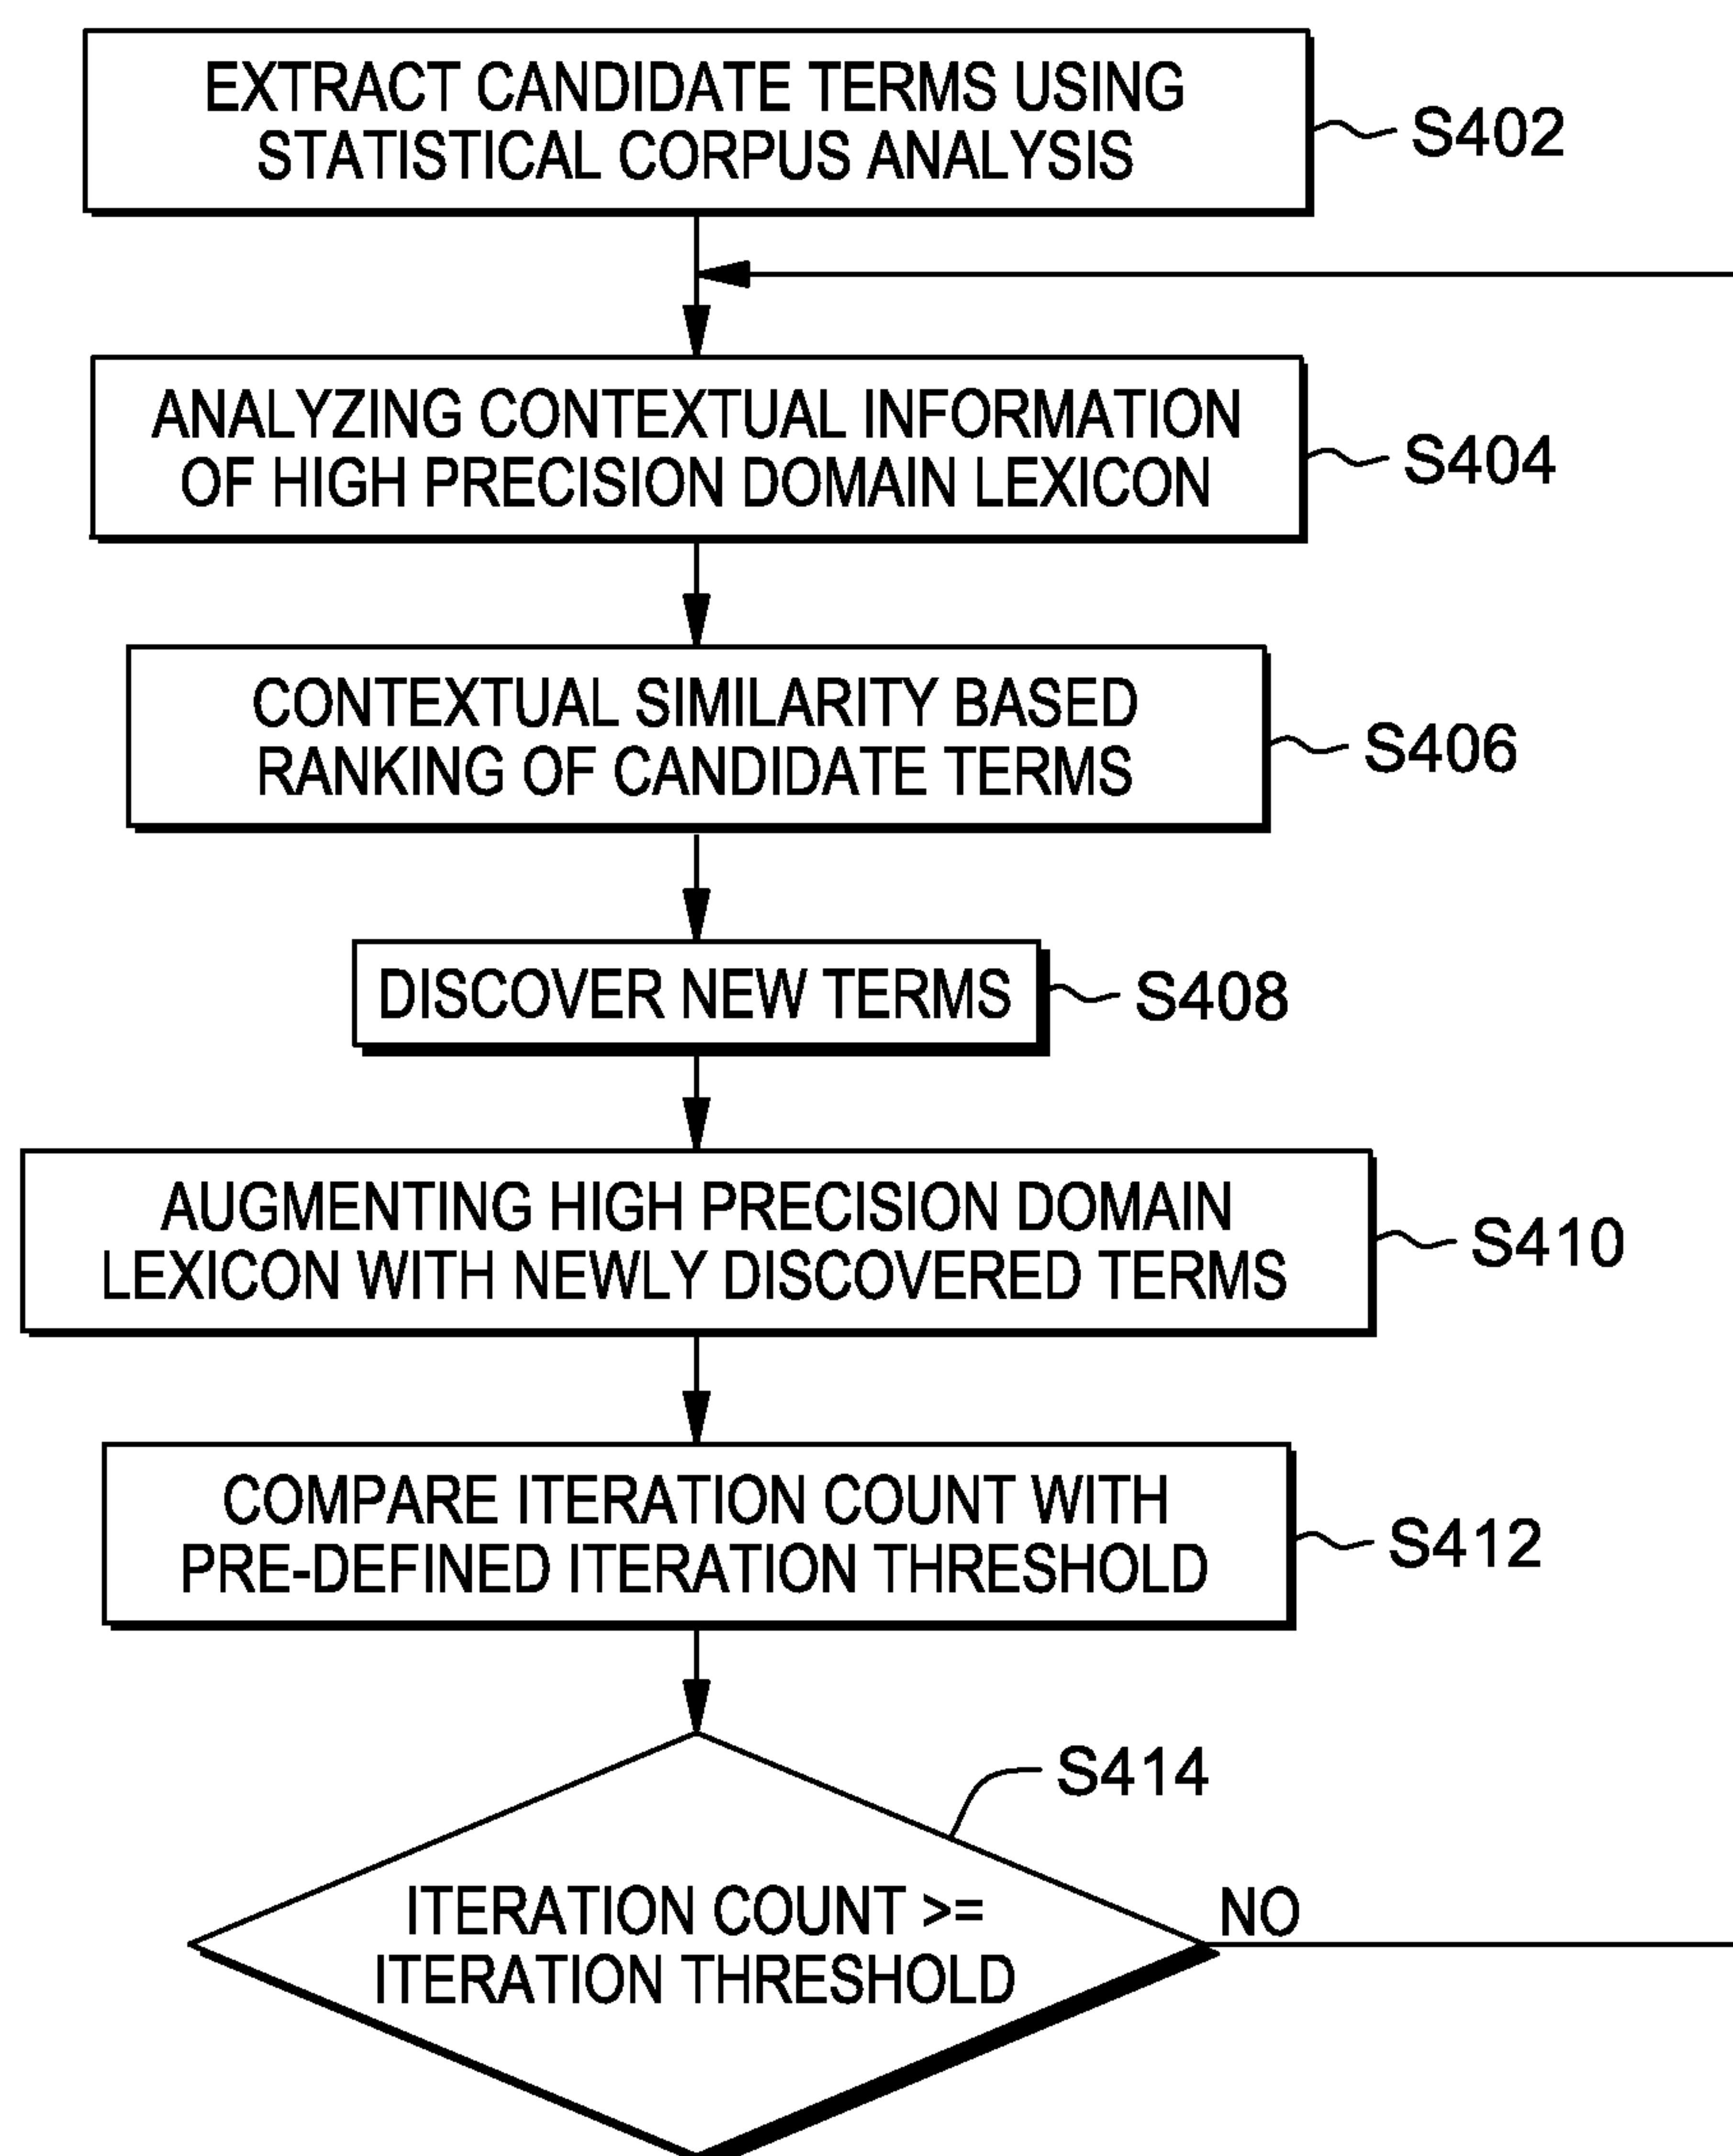 EXTRACT CANDIDATE TERMS USING
STATISTICAL CORPUS ANALYSIS
S402
ANALYZING CONTEXTUAL INFORMATION
OF HIGH PRECISION DOMAIN LEXICON
S404
CONTEXTUAL SIMILARITY BASED
RANKING OF CANDIDATE TERMS
S406
DISCOVER NEW TERMS
S408
AUGMENTING HIGH PRECISION DOMAIN
LEXICON WITH NEWLY DISCOVERED TERMS
S410
COMPARE ITERATION COUNT WITH
PRE-DEFINED ITERATION THRESHOLD
S412
S414
ITERATION COUNT >=
ITERATION THRESHOLD
NO